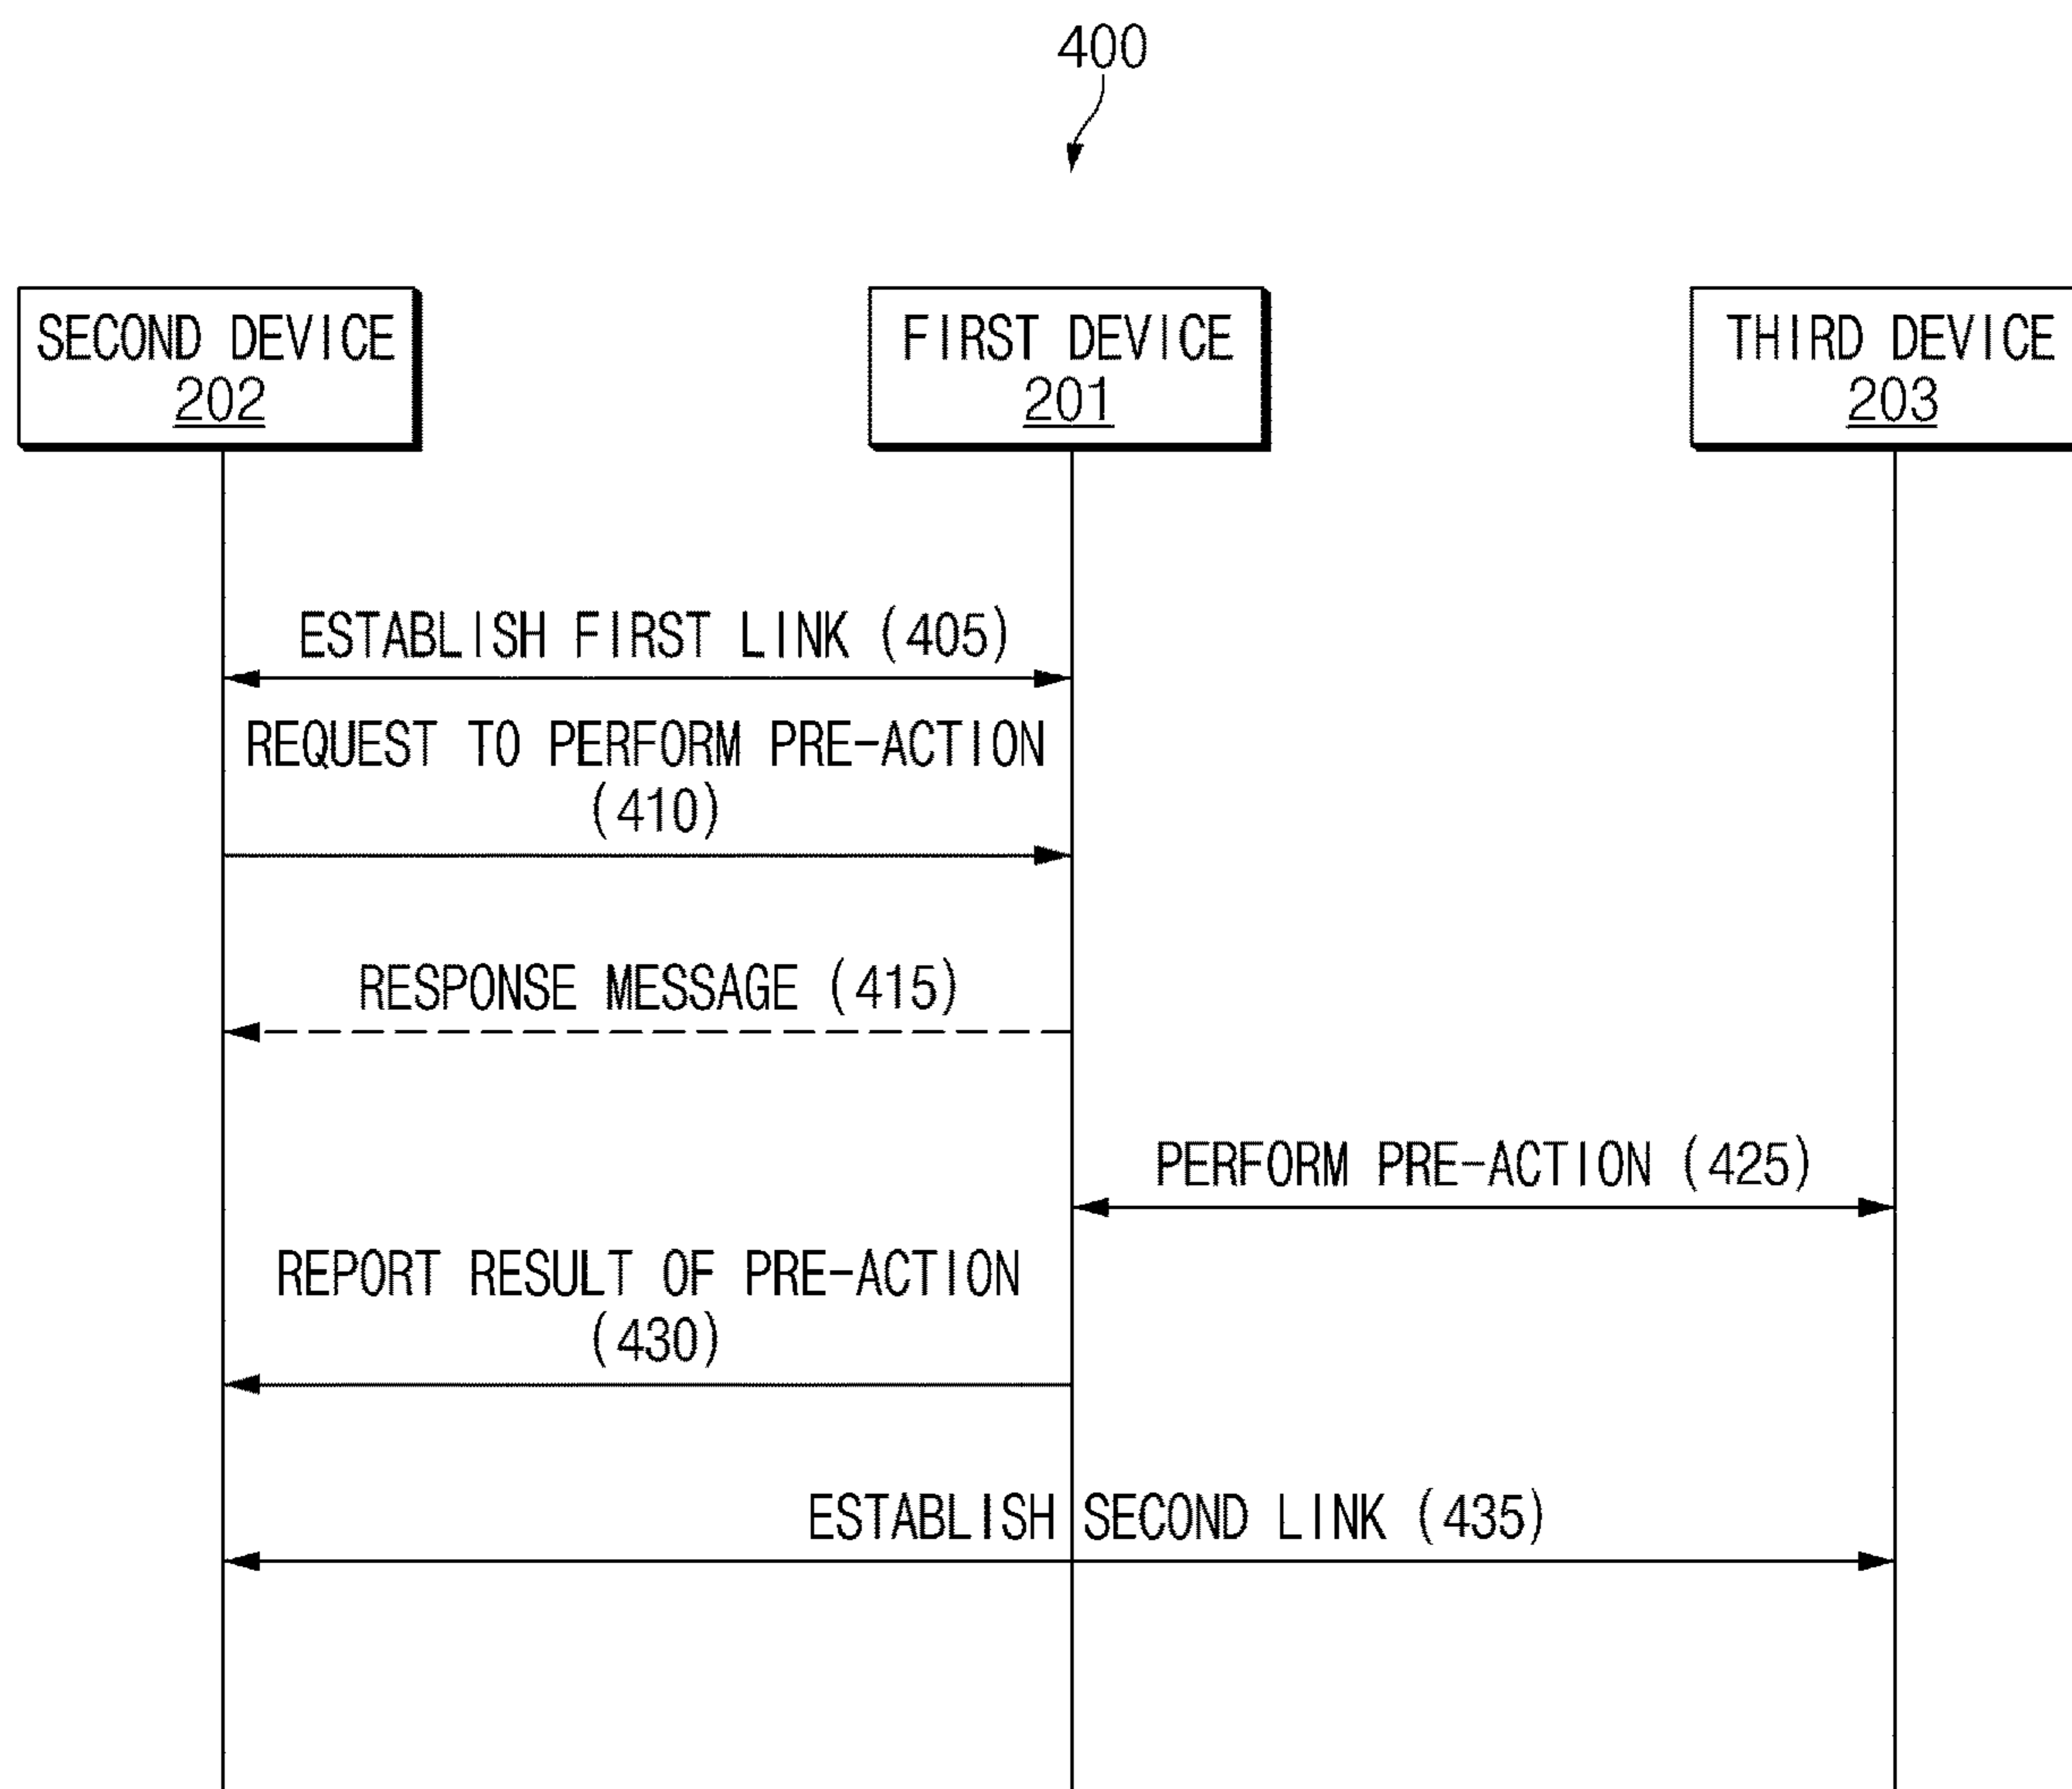 400
SECOND DEVICE
202
FIRST DEVICE
201
THIRD DEVICE
203
ESTABLISH FIRST LINK (405)
REQUEST TO PERFORM PRE-ACTION
(410)
RESPONSE MESSAGE (415)
PERFORM PRE-ACTION (425)
REPORT RESULT OF PRE-ACTION
(430)
ESTABLISH SECOND LINK (435)